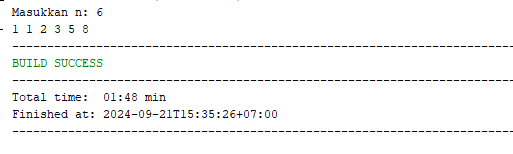 Masukkan n: 6
1 1 2 3 5 8
------------------------------------------------------------------------
BUILD SUCCESS
------------------------------------------------------------------------
Total time:  01:48 min
Finished at: 2024-09-21T15:35:26+07:00
------------------------------------------------------------------------